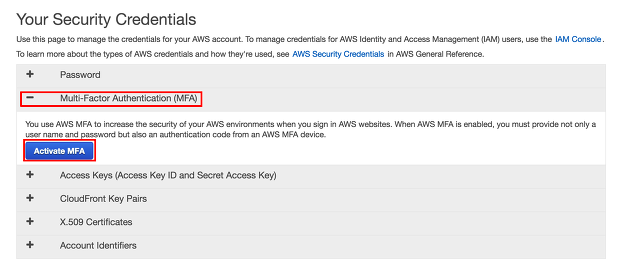 Your Security Credentials
Use this page to manage the credentials for your AWS account. To manage credentials for AWS Identity and Access Management (IAM) users, use the IAM Console.
To learn more about the types of AWS credentials and how they're used, see AWS Security Credentials in AWS General Reference.
+ Password
− Multi-Factor Authentication (MFA)
You use AWS MFA to increase the security of your AWS environments when you sign in AWS websites. When AWS MFA is enabled, you must provide not only a
user name and password but also an authentication code from an AWS MFA device.
Activate MFA
+ Access Keys (Access Key ID and Secret Access Key)
+ CloudFront Key Pairs
+ X.509 Certificates
+ Account Identifiers